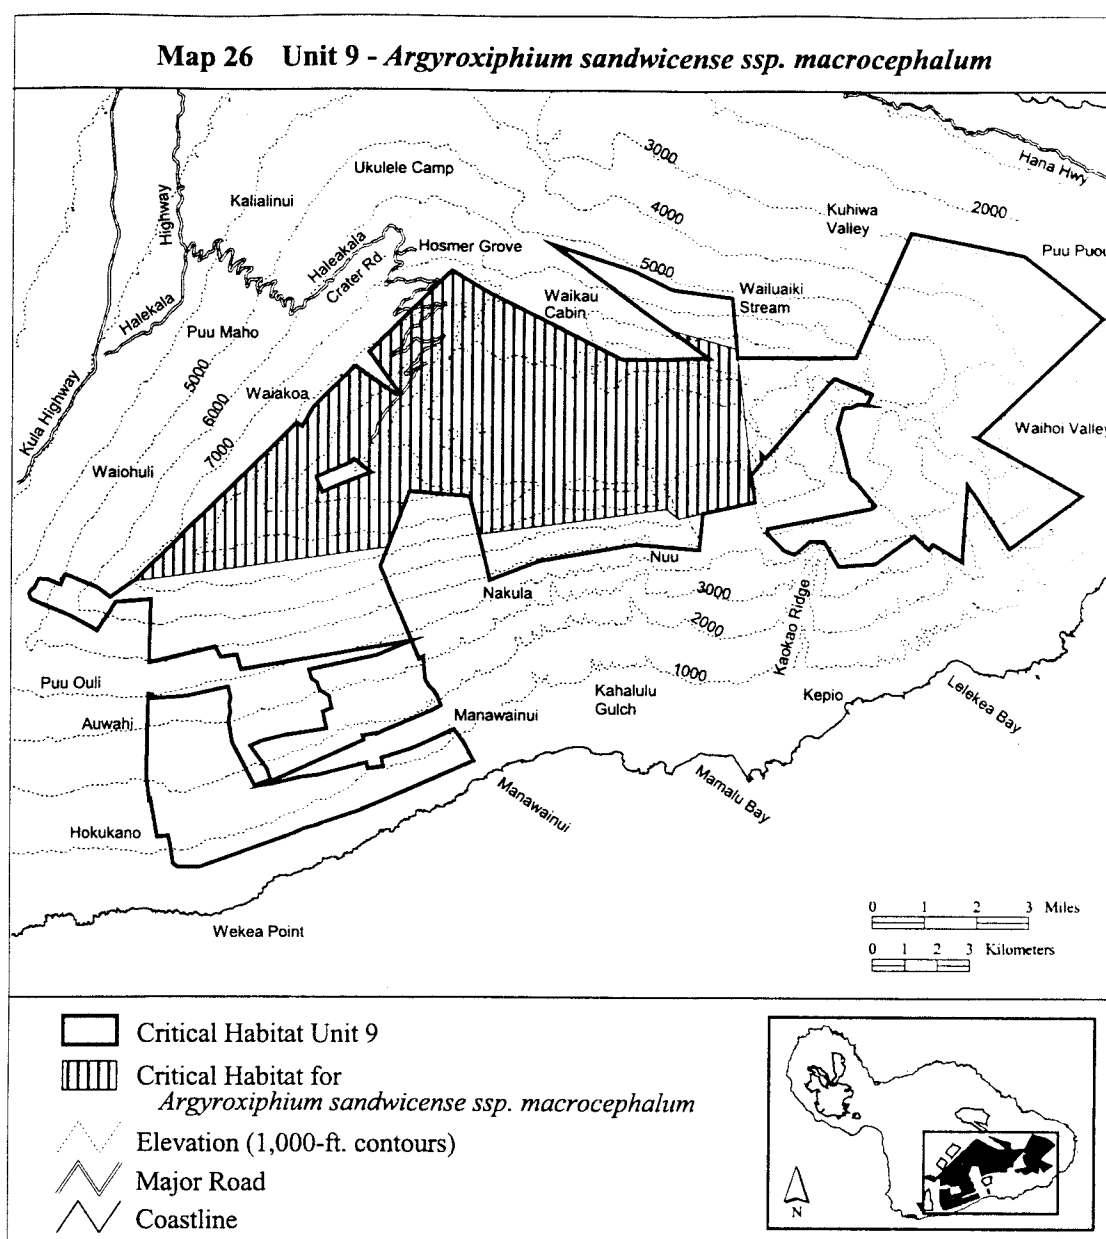 Map 26 Unit 9 - Argyroxiphium sandwicense ssp. macrocephalum
3000
Hana Hwy
Ukulele Camp
Kalialinui
Highway
4000
Kuhiwa
Valley
2000
Haleakala
Crater Rd.
Hosmer Grove
Puu Puou
5000
Waikau
Cabin
Wailuaiki
Stream
Halekala
Puu Maho
5000
6000
7000
Waiakoa
Kula Highway
Waiohuli
Waihoi Valley
Nuu
Nakula
3000
2000
1000
Kaokao Ridge
Puu Ouli
Auwahi
Manawainui
Kahalulu
Gulch
Kepio
Lelekea Bay
Manawainui
Mamalu Bay
Hokukano
Wekea Point
0 1 2 3 Miles
0 1 2 3 Kilometers
Critical Habitat Unit 9
Critical Habitat for
Argyroxiphium sandwicense ssp. macrocephalum
Elevation (1,000-ft. contours)
Major Road
Coastline
N